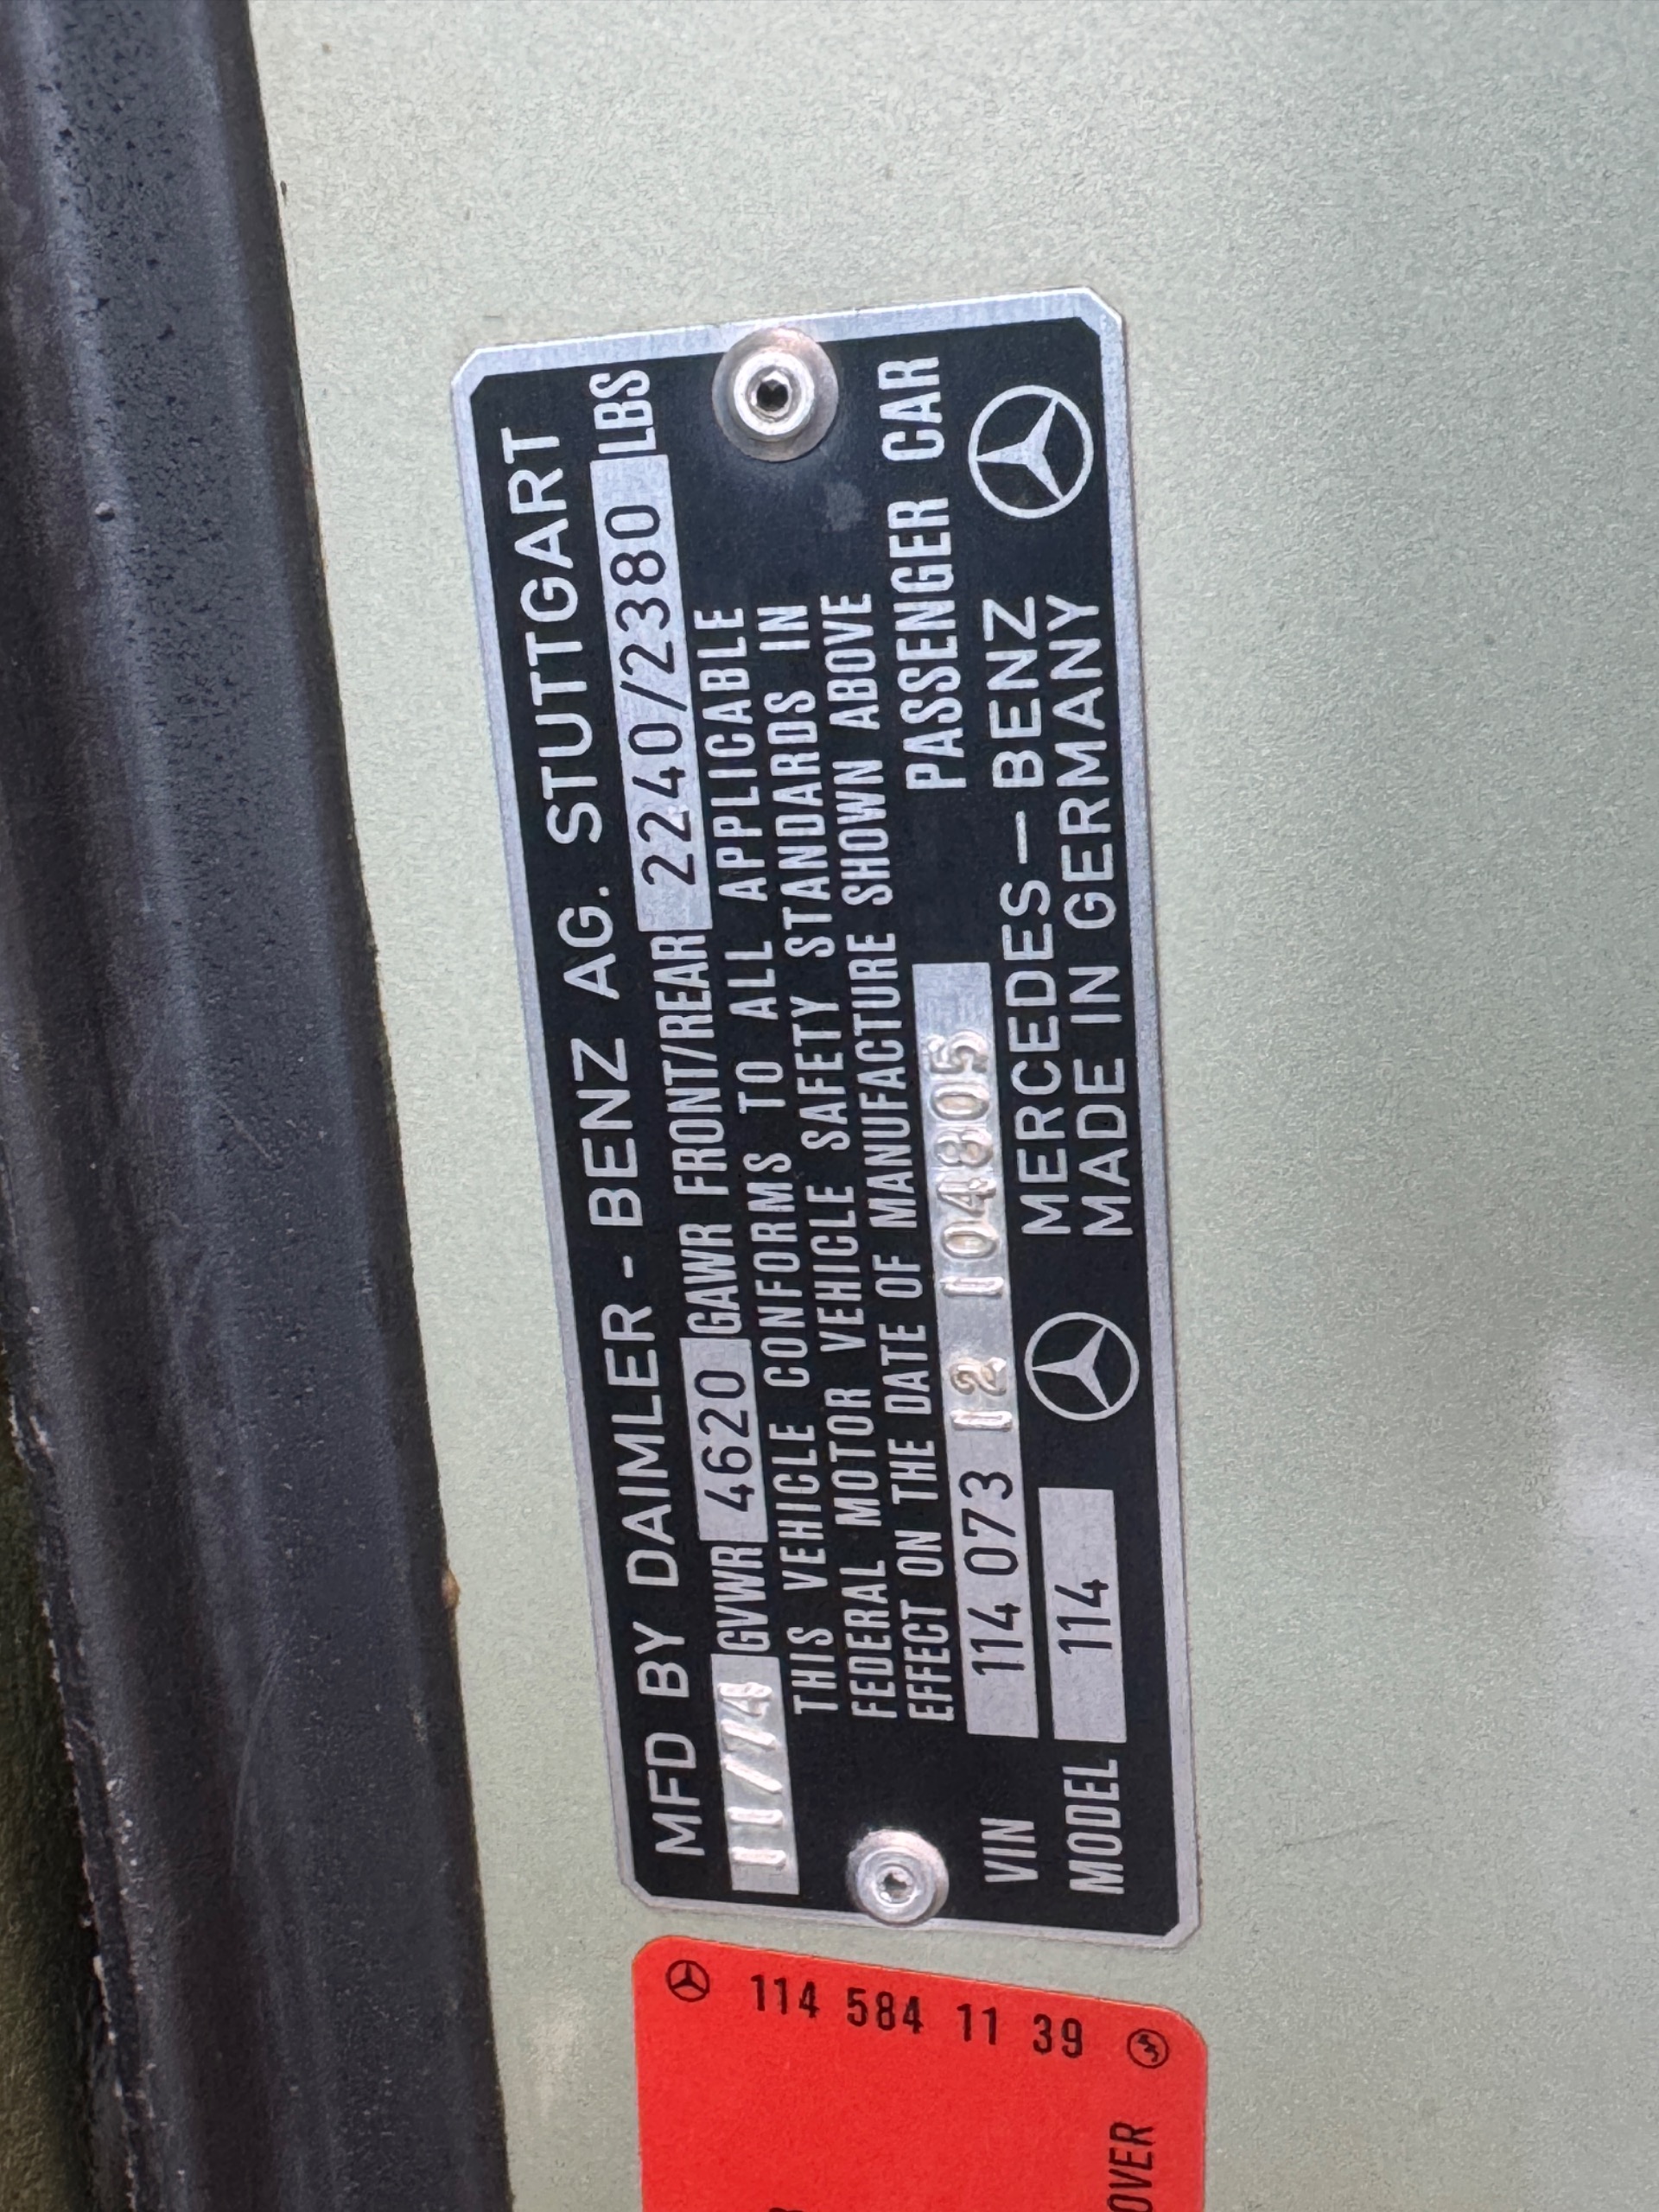 MFD BY DAIMLER - BENZ AG. STUTTGART
11/74 GVWR 4620 GAWR FRONT/REAR 2240/2380 LBS
THIS VEHICLE CONFORMS TO ALL APPLICABLE
FEDERAL MOTOR VEHICLE SAFETY STANDARDS IN
EFFECT ON THE DATE OF MANUFACTURE SHOWN ABOVE
VIN 114 073 12 104805 PASSENGER CAR
MODEL 114 MERCEDES-BENZ
MADE IN GERMANY
114 584 11 39
OVER